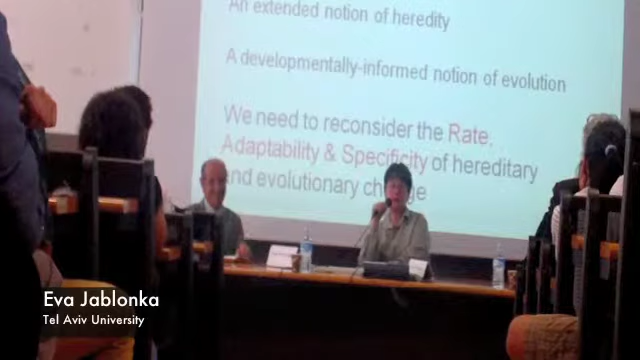 An extended notion of heredity
A developmentally-informed notion of evolution
We need to reconsider the Rate,
Adaptability & Specificity of hereditary
and evolutionary change
Eva Jablonka
Tel Aviv University